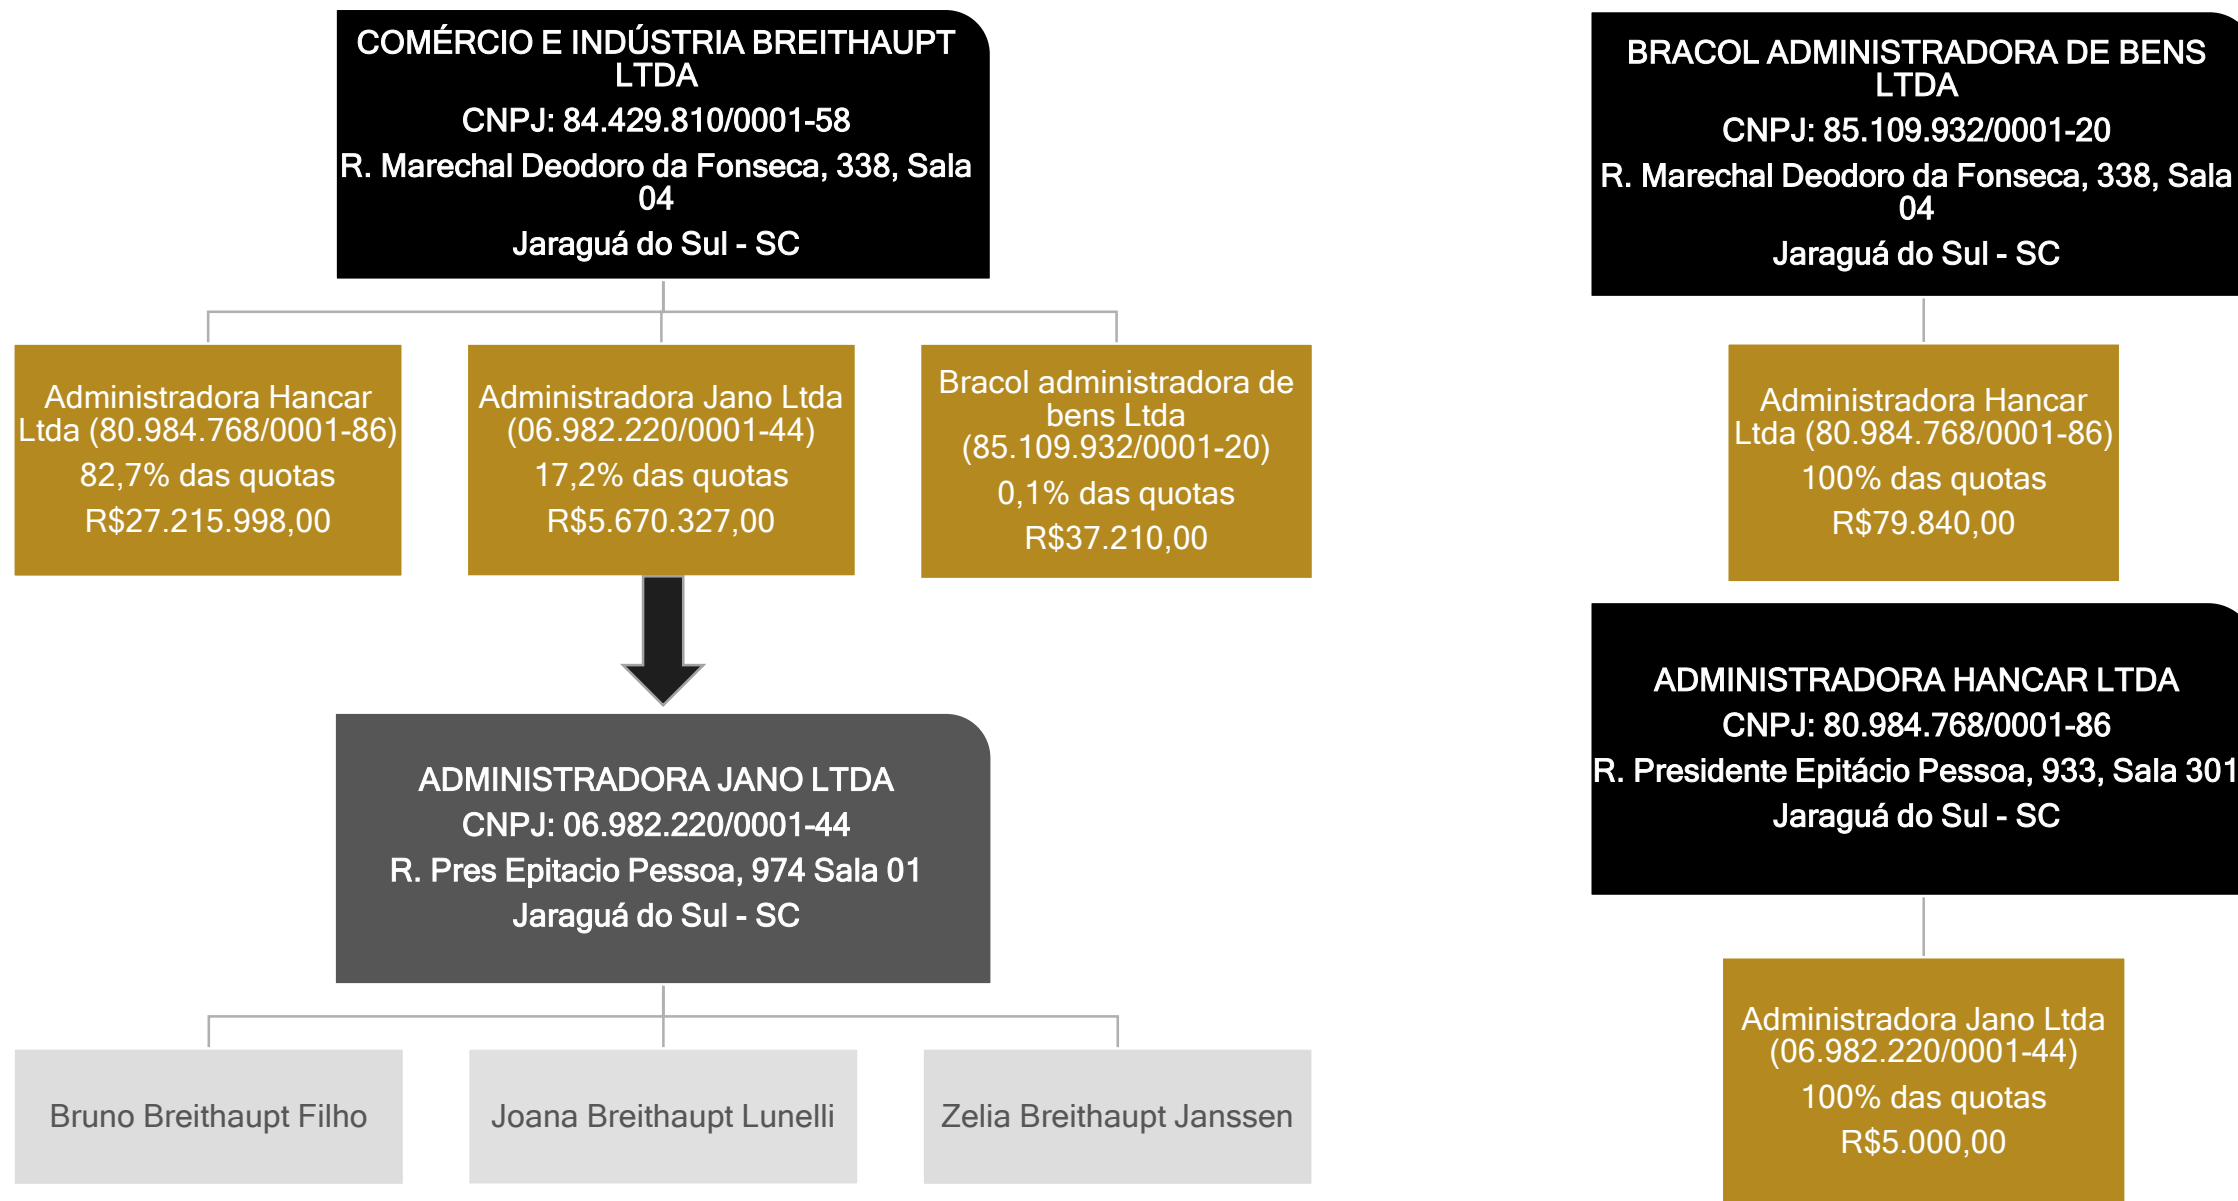 COMÉRCIO E INDÚSTRIA BREITHAUPT
LTDA
CNPJ: 84.429.810/0001-58
R. Marechal Deodoro da Fonseca, 338, Sala
04
Jaraguá do Sul - SC
Administradora Hancar
Ltda (80.984.768/0001-86)
82,7% das quotas
R$27.215.998,00
Administradora Jano Ltda
(06.982.220/0001-44)
17,2% das quotas
R$5.670.327,00
Bracol administradora de
bens Ltda
(85.109.932/0001-20)
0,1% das quotas
R$37.210,00
ADMINISTRADORA JANO LTDA
CNPJ: 06.982.220/0001-44
R. Pres Epitacio Pessoa, 974 Sala 01
Jaraguá do Sul - SC
Bruno Breithaupt Filho
Joana Breithaupt Lunelli
Zelia Breithaupt Janssen
BRACOL ADMINISTRADORA DE BENS
LTDA
CNPJ: 85.109.932/0001-20
R. Marechal Deodoro da Fonseca, 338, Sala
04
Jaraguá do Sul - SC
Administradora Hancar
Ltda (80.984.768/0001-86)
100% das quotas
R$79.840,00
ADMINISTRADORA HANCAR LTDA
CNPJ: 80.984.768/0001-86
R. Presidente Epitácio Pessoa, 933, Sala 301
Jaraguá do Sul - SC
Administradora Jano Ltda
(06.982.220/0001-44)
100% das quotas
R$5.000,00